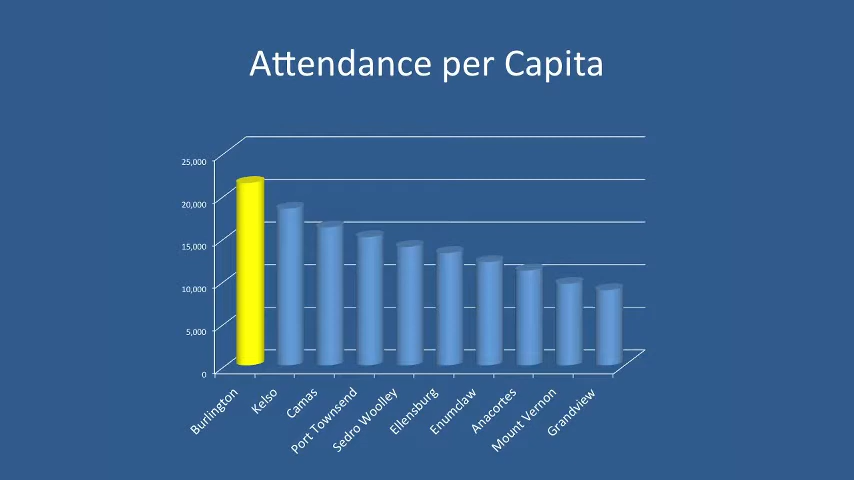 Attendance per Capita
25,000
20,000
15,000
10,000
5,000
0
Burlington
Kelso
Camas
Port Townsend
Sedro Woolley
Ellensburg
Enumclaw
Anacortes
Mount Vernon
Grandview